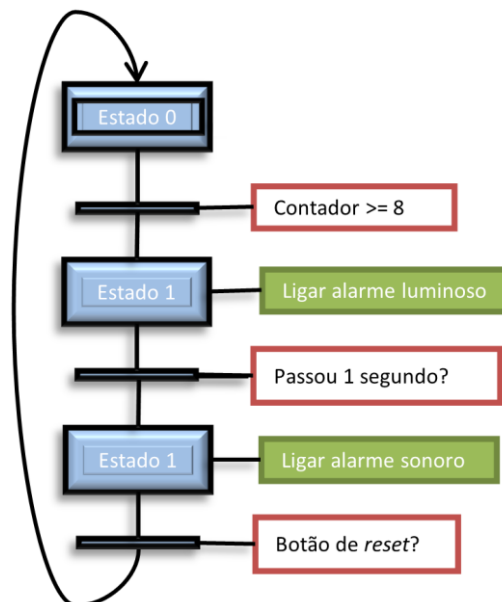 Estado 0
Contador >= 8
Estado 1
Ligar alarme luminoso
Passou 1 segundo?
Estado 1
Ligar alarme sonoro
Botão de reset?